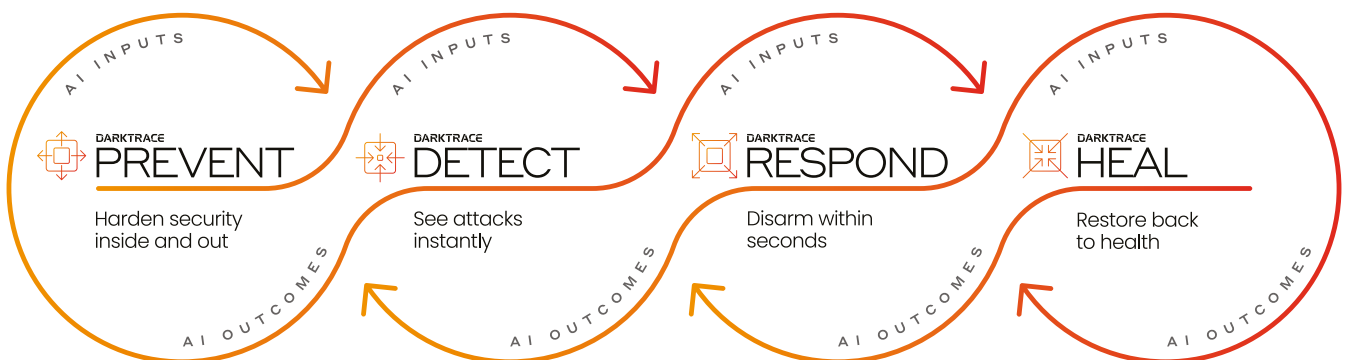 AI INPUTS
DARKTRACE
PREVENT
Harden security
inside and out
AI OUTCOMES
AI INPUTS
DARKTRACE
DETECT
See attacks
instantly
AI OUTCOMES
AI INPUTS
DARKTRACE
RESPOND
Disarm within
seconds
AI OUTCOMES
AI INPUTS
DARKTRACE
HEAL
Restore back
to health
AI OUTCOMES